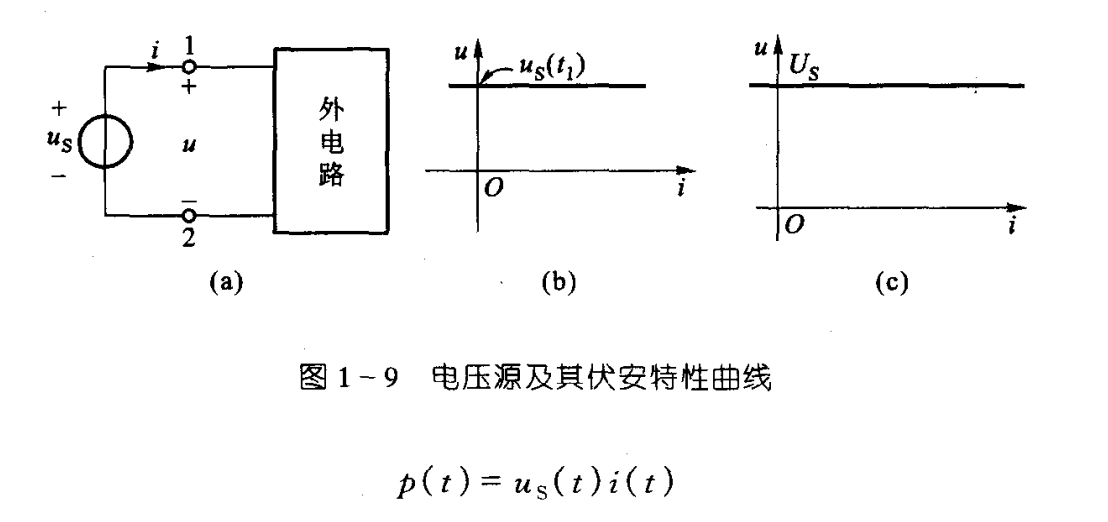 i 1
+
+
u_S
−
u
−
2
外电路
(a)
u
u_S(t_1)
O
i
(b)
u
U_S
O
i
(c)
图 1－9 电压源及其伏安特性曲线
p(t) = u_S(t)i(t)